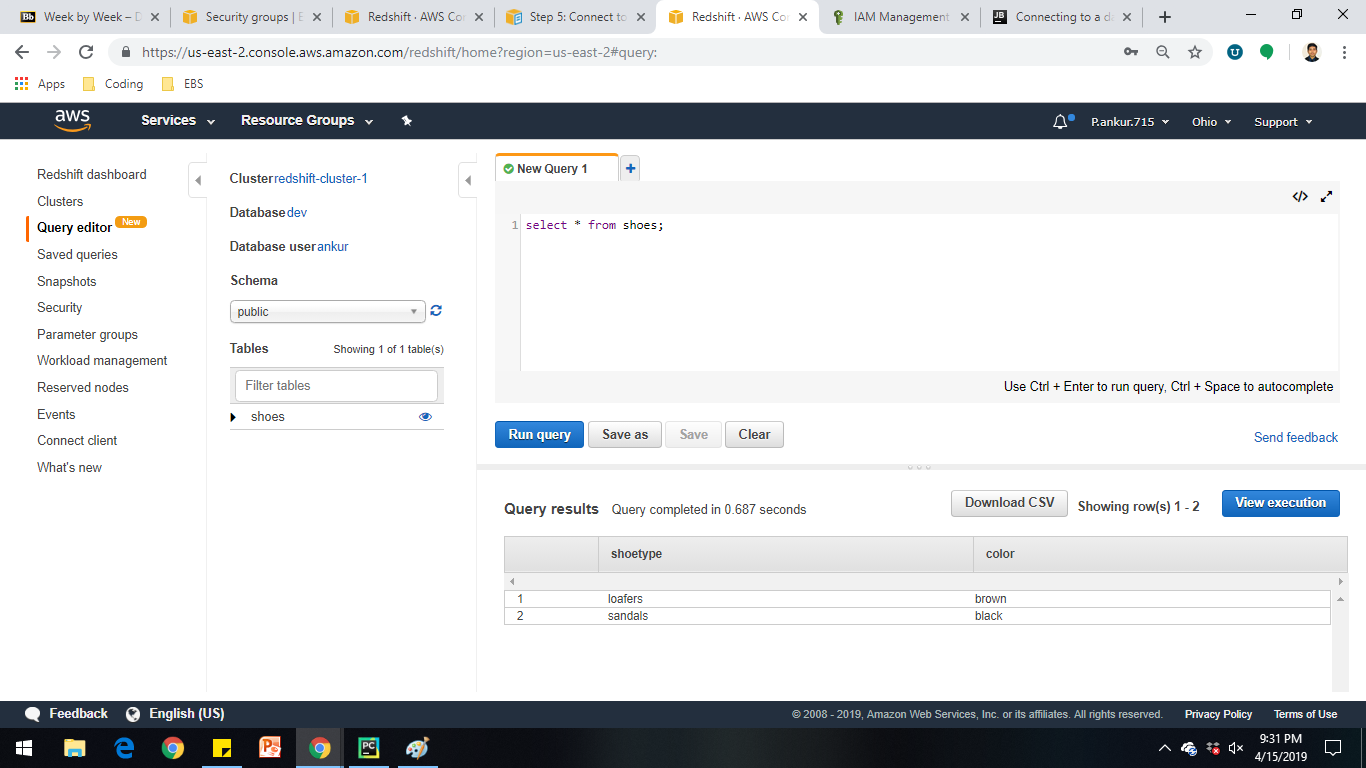 Bb Week by Week – D
Security groups | E
Redshift · AWS Co
Step 5: Connect to
Redshift · AWS Co
IAM Management
JB Connecting to a d
https://us-east-2.console.aws.amazon.com/redshift/home?region=us-east-2#query:
Apps Coding EBS
aws Services Resource Groups P.ankur.715 Ohio Support
Redshift dashboard
Clusters
Query editor New
Saved queries
Snapshots
Security
Parameter groups
Workload management
Reserved nodes
Events
Connect client
What's new
Clusterredshift-cluster-1
Databasedev
Database userankur
Schema
public
Tables Showing 1 of 1 table(s)
Filter tables
shoes
New Query 1 +
</>
1 select * from shoes;
Use Ctrl + Enter to run query, Ctrl + Space to autocomplete
Run query Save as Save Clear
Send feedback
Query results Query completed in 0.687 seconds Download CSV Showing row(s) 1 - 2 View execution
shoetype color
1 loafers brown
2 sandals black
Feedback English (US) © 2008 - 2019, Amazon Web Services, Inc. or its affiliates. All rights reserved. Privacy Policy Terms of Use
PC
9:31 PM
4/15/2019